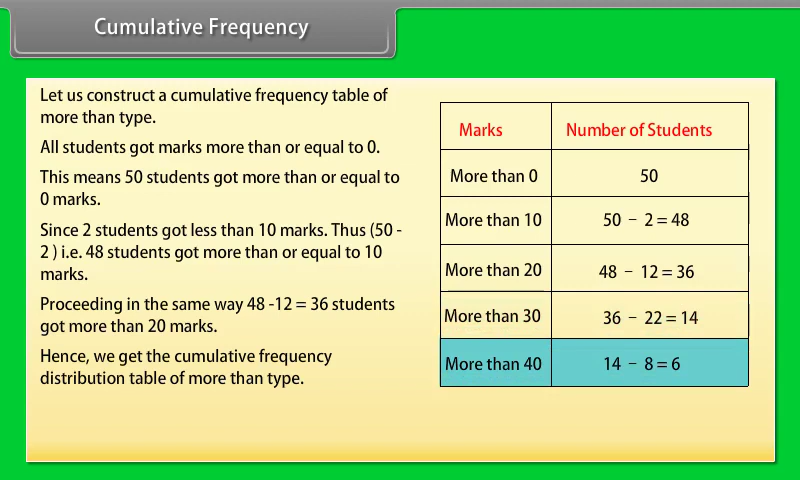 Cumulative Frequency
Let us construct a cumulative frequency table of
more than type.
All students got marks more than or equal to 0.
This means 50 students got more than or equal to
0 marks.
Since 2 students got less than 10 marks. Thus (50 -
2 ) i.e. 48 students got more than or equal to 10
marks.
Proceeding in the same way 48 -12 = 36 students
got more than 20 marks.
Hence, we get the cumulative frequency
distribution table of more than type.
Marks Number of Students
More than 0 50
More than 10 50 − 2 = 48
More than 20 48 − 12 = 36
More than 30 36 − 22 = 14
More than 40 14 − 8 = 6